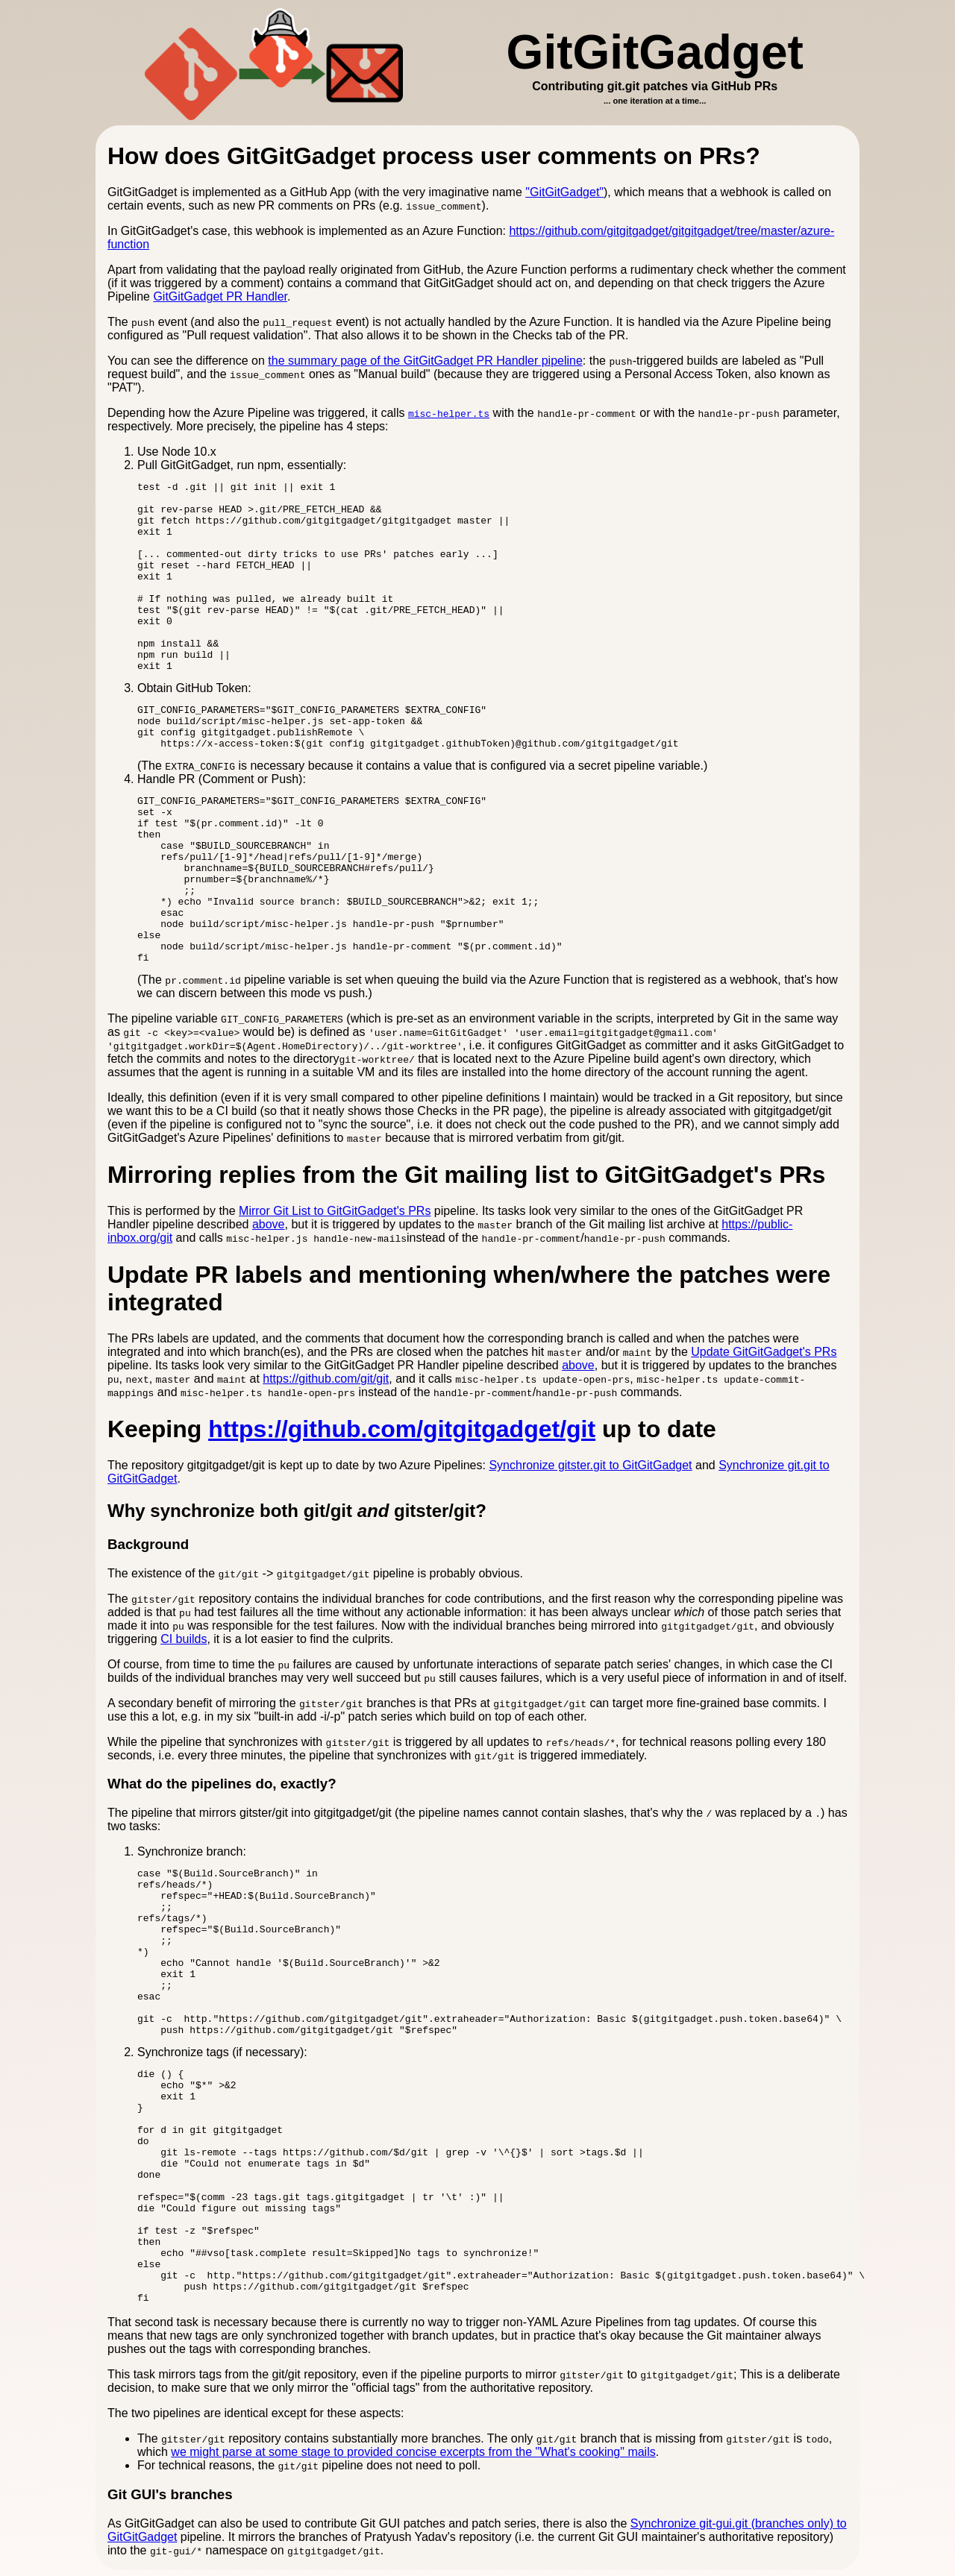 GitGitGadget
Contributing git.git patches via GitHub PRs
... one iteration at a time...
How does GitGitGadget process user comments on PRs?
GitGitGadget is implemented as a GitHub App (with the very imaginative name "GitGitGadget"), which means that a webhook is called on
certain events, such as new PR comments on PRs (e.g. issue_comment).
In GitGitGadget's case, this webhook is implemented as an Azure Function: https://github.com/gitgitgadget/gitgitgadget/tree/master/azure-
function
Apart from validating that the payload really originated from GitHub, the Azure Function performs a rudimentary check whether the comment
(if it was triggered by a comment) contains a command that GitGitGadget should act on, and depending on that check triggers the Azure
Pipeline GitGitGadget PR Handler.
The push event (and also the pull_request event) is not actually handled by the Azure Function. It is handled via the Azure Pipeline being
configured as "Pull request validation". That also allows it to be shown in the Checks tab of the PR.
You can see the difference on the summary page of the GitGitGadget PR Handler pipeline: the push-triggered builds are labeled as "Pull
request build", and the issue_comment ones as "Manual build" (because they are triggered using a Personal Access Token, also known as
"PAT").
Depending how the Azure Pipeline was triggered, it calls misc-helper.ts with the handle-pr-comment or with the handle-pr-push parameter,
respectively. More precisely, the pipeline has 4 steps:
1. Use Node 10.x
2. Pull GitGitGadget, run npm, essentially:
test -d .git || git init || exit 1
git rev-parse HEAD >.git/PRE_FETCH_HEAD &&
git fetch https://github.com/gitgitgadget/gitgitgadget master ||
exit 1
[... commented-out dirty tricks to use PRs' patches early ...]
git reset --hard FETCH_HEAD ||
exit 1
# If nothing was pulled, we already built it
test "$(git rev-parse HEAD)" != "$(cat .git/PRE_FETCH_HEAD)" ||
exit 0
npm install &&
npm run build ||
exit 1
3. Obtain GitHub Token:
GIT_CONFIG_PARAMETERS="$GIT_CONFIG_PARAMETERS $EXTRA_CONFIG"
node build/script/misc-helper.js set-app-token &&
git config gitgitgadget.publishRemote \
    https://x-access-token:$(git config gitgitgadget.githubToken)@github.com/gitgitgadget/git
(The EXTRA_CONFIG is necessary because it contains a value that is configured via a secret pipeline variable.)
4. Handle PR (Comment or Push):
GIT_CONFIG_PARAMETERS="$GIT_CONFIG_PARAMETERS $EXTRA_CONFIG"
set -x
if test "$(pr.comment.id)" -lt 0
then
    case "$BUILD_SOURCEBRANCH" in
    refs/pull/[1-9]*/head|refs/pull/[1-9]*/merge)
        branchname=${BUILD_SOURCEBRANCH#refs/pull/}
        prnumber=${branchname%/*}
        ;;
    *) echo "Invalid source branch: $BUILD_SOURCEBRANCH">&2; exit 1;;
    esac
    node build/script/misc-helper.js handle-pr-push "$prnumber"
else
    node build/script/misc-helper.js handle-pr-comment "$(pr.comment.id)"
fi
(The pr.comment.id pipeline variable is set when queuing the build via the Azure Function that is registered as a webhook, that's how
we can discern between this mode vs push.)
The pipeline variable GIT_CONFIG_PARAMETERS (which is pre-set as an environment variable in the scripts, interpreted by Git in the same way
as git -c <key>=<value> would be) is defined as 'user.name=GitGitGadget' 'user.email=gitgitgadget@gmail.com'
'gitgitgadget.workDir=$(Agent.HomeDirectory)/../git-worktree', i.e. it configures GitGitGadget as committer and it asks GitGitGadget to
fetch the commits and notes to the directorygit-worktree/ that is located next to the Azure Pipeline build agent's own directory, which
assumes that the agent is running in a suitable VM and its files are installed into the home directory of the account running the agent.
Ideally, this definition (even if it is very small compared to other pipeline definitions I maintain) would be tracked in a Git repository, but since
we want this to be a CI build (so that it neatly shows those Checks in the PR page), the pipeline is already associated with gitgitgadget/git
(even if the pipeline is configured not to "sync the source", i.e. it does not check out the code pushed to the PR), and we cannot simply add
GitGitGadget's Azure Pipelines' definitions to master because that is mirrored verbatim from git/git.
Mirroring replies from the Git mailing list to GitGitGadget's PRs
This is performed by the Mirror Git List to GitGitGadget's PRs pipeline. Its tasks look very similar to the ones of the GitGitGadget PR
Handler pipeline described above, but it is triggered by updates to the master branch of the Git mailing list archive at https://public-
inbox.org/git and calls misc-helper.js handle-new-mailsinstead of the handle-pr-comment/handle-pr-push commands.
Update PR labels and mentioning when/where the patches were
integrated
The PRs labels are updated, and the comments that document how the corresponding branch is called and when the patches were
integrated and into which branch(es), and the PRs are closed when the patches hit master and/or maint by the Update GitGitGadget's PRs
pipeline. Its tasks look very similar to the GitGitGadget PR Handler pipeline described above, but it is triggered by updates to the branches
pu, next, master and maint at https://github.com/git/git, and it calls misc-helper.ts update-open-prs, misc-helper.ts update-commit-
mappings and misc-helper.ts handle-open-prs instead of the handle-pr-comment/handle-pr-push commands.
Keeping https://github.com/gitgitgadget/git up to date
The repository gitgitgadget/git is kept up to date by two Azure Pipelines: Synchronize gitster.git to GitGitGadget and Synchronize git.git to
GitGitGadget.
Why synchronize both git/git and gitster/git?
Background
The existence of the git/git -> gitgitgadget/git pipeline is probably obvious.
The gitster/git repository contains the individual branches for code contributions, and the first reason why the corresponding pipeline was
added is that pu had test failures all the time without any actionable information: it has been always unclear which of those patch series that
made it into pu was responsible for the test failures. Now with the individual branches being mirrored into gitgitgadget/git, and obviously
triggering CI builds, it is a lot easier to find the culprits.
Of course, from time to time the pu failures are caused by unfortunate interactions of separate patch series' changes, in which case the CI
builds of the individual branches may very well succeed but pu still causes failures, which is a very useful piece of information in and of itself.
A secondary benefit of mirroring the gitster/git branches is that PRs at gitgitgadget/git can target more fine-grained base commits. I
use this a lot, e.g. in my six "built-in add -i/-p" patch series which build on top of each other.
While the pipeline that synchronizes with gitster/git is triggered by all updates to refs/heads/*, for technical reasons polling every 180
seconds, i.e. every three minutes, the pipeline that synchronizes with git/git is triggered immediately.
What do the pipelines do, exactly?
The pipeline that mirrors gitster/git into gitgitgadget/git (the pipeline names cannot contain slashes, that's why the / was replaced by a .) has
two tasks:
1. Synchronize branch:
case "$(Build.SourceBranch)" in
refs/heads/*)
    refspec="+HEAD:$(Build.SourceBranch)"
    ;;
refs/tags/*)
    refspec="$(Build.SourceBranch)"
    ;;
*)
    echo "Cannot handle '$(Build.SourceBranch)'" >&2
    exit 1
    ;;
esac
git -c  http."https://github.com/gitgitgadget/git".extraheader="Authorization: Basic $(gitgitgadget.push.token.base64)" \
    push https://github.com/gitgitgadget/git "$refspec"
2. Synchronize tags (if necessary):
die () {
    echo "$*" >&2
    exit 1
}
for d in git gitgitgadget
do
    git ls-remote --tags https://github.com/$d/git | grep -v '\^{}$' | sort >tags.$d ||
    die "Could not enumerate tags in $d"
done
refspec="$(comm -23 tags.git tags.gitgitgadget | tr '\t' :)" ||
die "Could figure out missing tags"
if test -z "$refspec"
then
    echo "##vso[task.complete result=Skipped]No tags to synchronize!"
else
    git -c  http."https://github.com/gitgitgadget/git".extraheader="Authorization: Basic $(gitgitgadget.push.token.base64)" \
        push https://github.com/gitgitgadget/git $refspec
fi
That second task is necessary because there is currently no way to trigger non-YAML Azure Pipelines from tag updates. Of course this
means that new tags are only synchronized together with branch updates, but in practice that's okay because the Git maintainer always
pushes out the tags with corresponding branches.
This task mirrors tags from the git/git repository, even if the pipeline purports to mirror gitster/git to gitgitgadget/git; This is a deliberate
decision, to make sure that we only mirror the "official tags" from the authoritative repository.
The two pipelines are identical except for these aspects:
• The gitster/git repository contains substantially more branches. The only git/git branch that is missing from gitster/git is todo,
which we might parse at some stage to provided concise excerpts from the "What's cooking" mails.
• For technical reasons, the git/git pipeline does not need to poll.
Git GUI's branches
As GitGitGadget can also be used to contribute Git GUI patches and patch series, there is also the Synchronize git-gui.git (branches only) to
GitGitGadget pipeline. It mirrors the branches of Pratyush Yadav's repository (i.e. the current Git GUI maintainer's authoritative repository)
into the git-gui/* namespace on gitgitgadget/git.